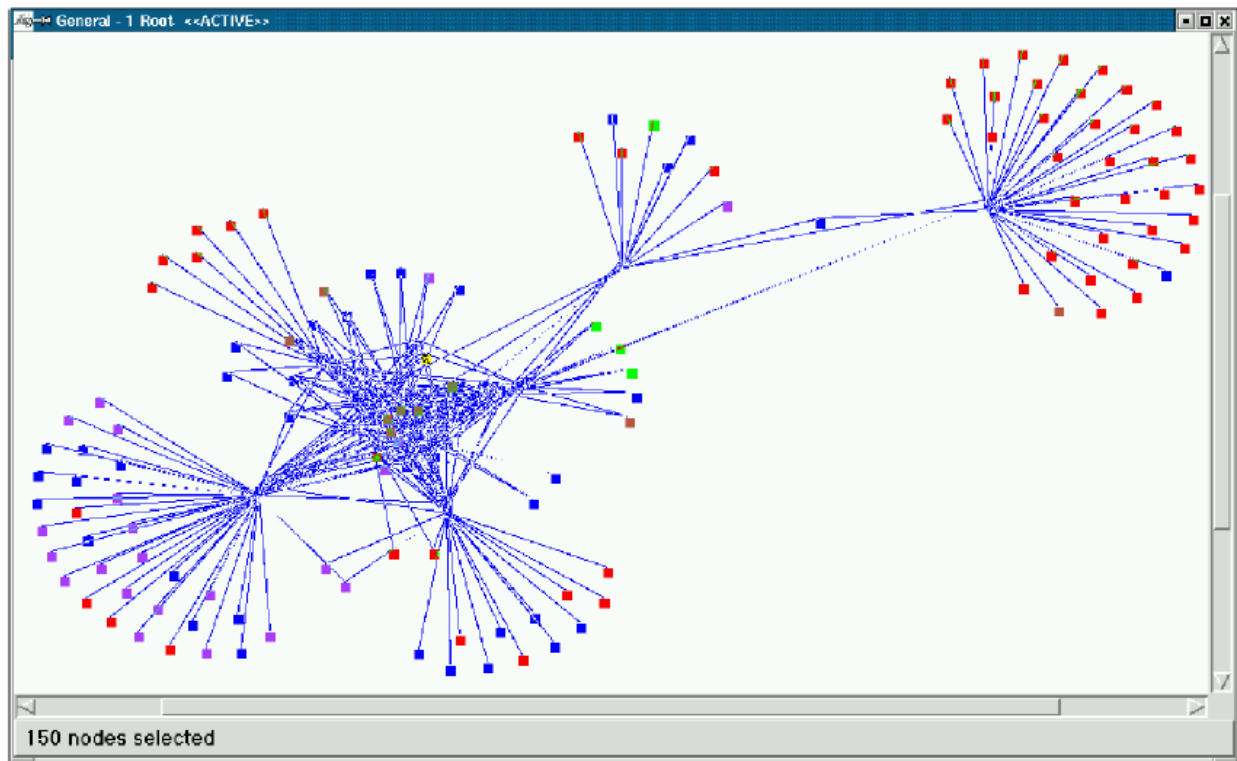 General - 1 Root <<ACTIVE>>
150 nodes selected